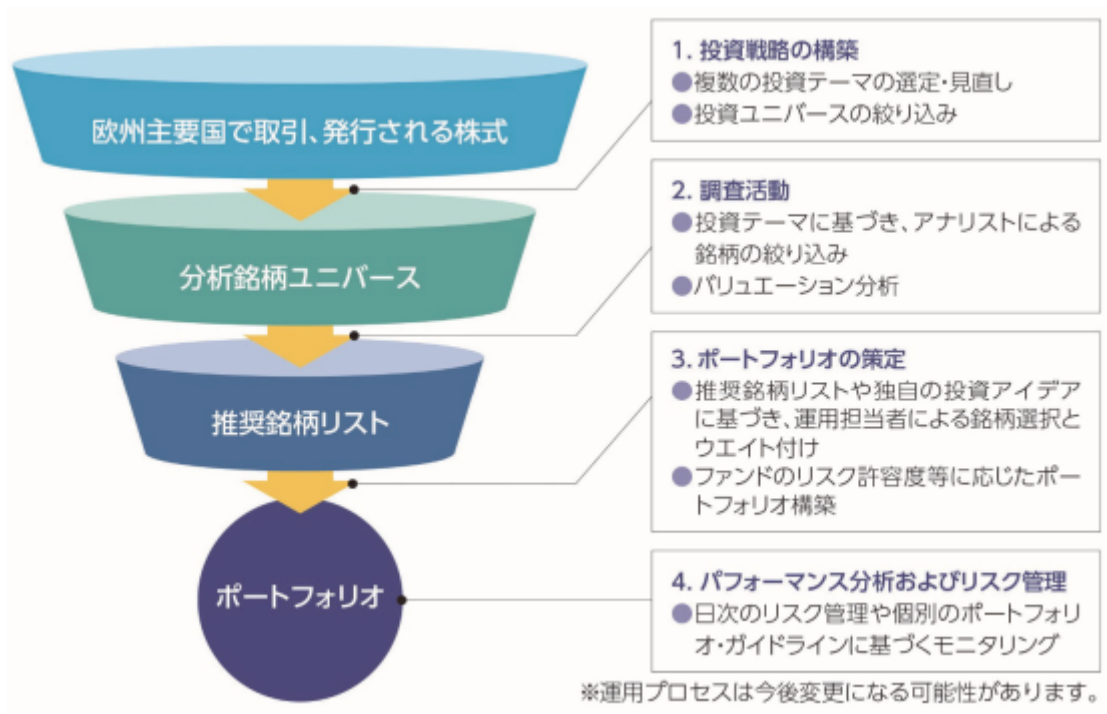 欧州主要国で取引、発行される株式
分析銘柄ユニバース
推奨銘柄リスト
ポートフォリオ
1. 投資戦略の構築
●複数の投資テーマの選定・見直し
●投資ユニバースの絞り込み
2. 調査活動
●投資テーマに基づき、アナリストによる
銘柄の絞り込み
●バリュエーション分析
3. ポートフォリオの策定
●推奨銘柄リストや独自の投資アイデア
に基づき、運用担当者による銘柄選択と
ウエイト付け
●ファンドのリスク許容度等に応じたポー
トフォリオ構築
4. パフォーマンス分析およびリスク管理
●日次のリスク管理や個別のポートフォリ
オ・ガイドラインに基づくモニタリング
※運用プロセスは今後変更になる可能性があります。